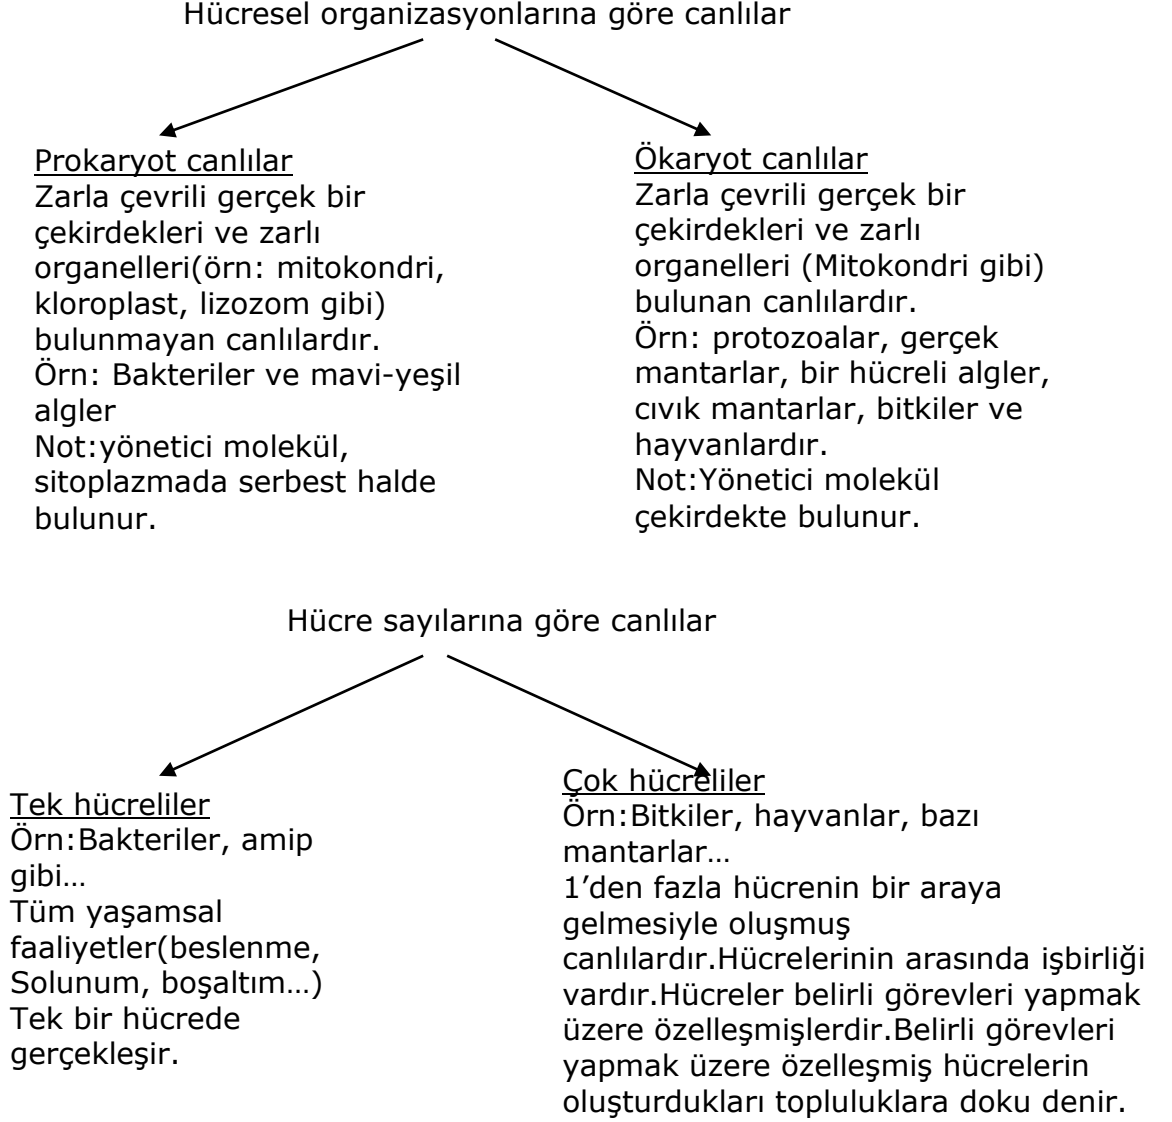 Hücresel organizasyonlarına göre canlılar
Prokaryot canlılar
Zarla çevrili gerçek bir
çekirdekleri ve zarlı
organelleri(örn: mitokondri,
kloroplast, lizozom gibi)
bulunmayan canlılardır.
Örn: Bakteriler ve mavi-yeşil
algler
Not:yönetici molekül,
sitoplazmada serbest halde
bulunur.
Ökaryot canlılar
Zarla çevrili gerçek bir
çekirdekleri ve zarlı
organelleri (Mitokondri gibi)
bulunan canlılardır.
Örn: protozoalar, gerçek
mantarlar, bir hücreli algler,
cıvık mantarlar, bitkiler ve
hayvanlardır.
Not:Yönetici molekül
çekirdekte bulunur.
Hücre sayılarına göre canlılar
Tek hücreliler
Örn:Bakteriler, amip
gibi…
Tüm yaşamsal
faaliyetler(beslenme,
Solunum, boşaltım…)
Tek bir hücrede
gerçekleşir.
Çok hücreliler
Örn:Bitkiler, hayvanlar, bazı
mantarlar…
1’den fazla hücrenin bir araya
gelmesiyle oluşmuş
canlılardır.Hücrelerinin arasında işbirliği
vardır.Hücreler belirli görevleri yapmak
üzere özelleşmişlerdir.Belirli görevleri
yapmak üzere özelleşmiş hücrelerin
oluşturdukları topluluklara doku denir.